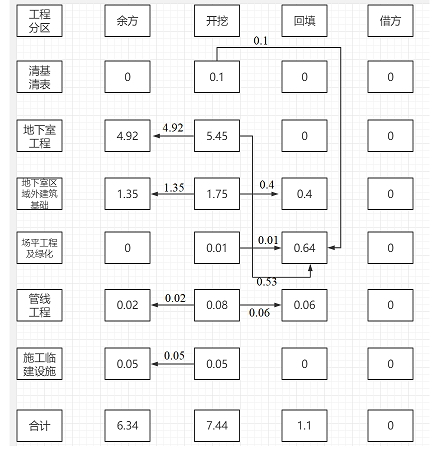 工程
分区
余方
开挖
回填
借方
0.1
清基
清表
0
0.1
0
0
地下室
工程
4.92
4.92
5.45
0
0
地下室区
域外建筑
基础
1.35
1.35
1.75
0.4
0.4
0
场平工程
及绿化
0
0.01
0.01
0.64
0
0.53
管线
工程
0.02
0.02
0.08
0.06
0.06
0
施工临
建设施
0.05
0.05
0.05
0
0
合计
6.34
7.44
1.1
0